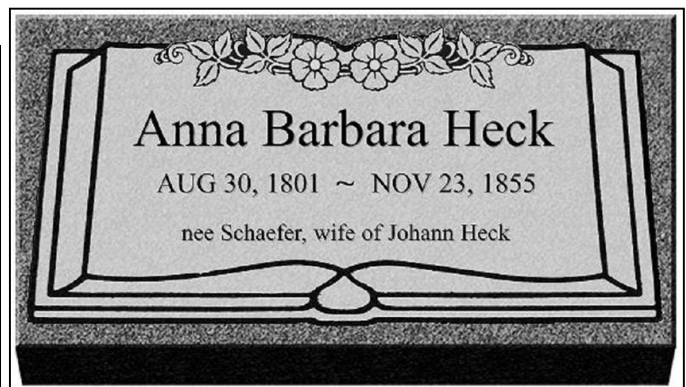 Anna Barbara Heck
AUG 30, 1801 ~ NOV 23, 1855
nee Schaefer, wife of Johann Heck